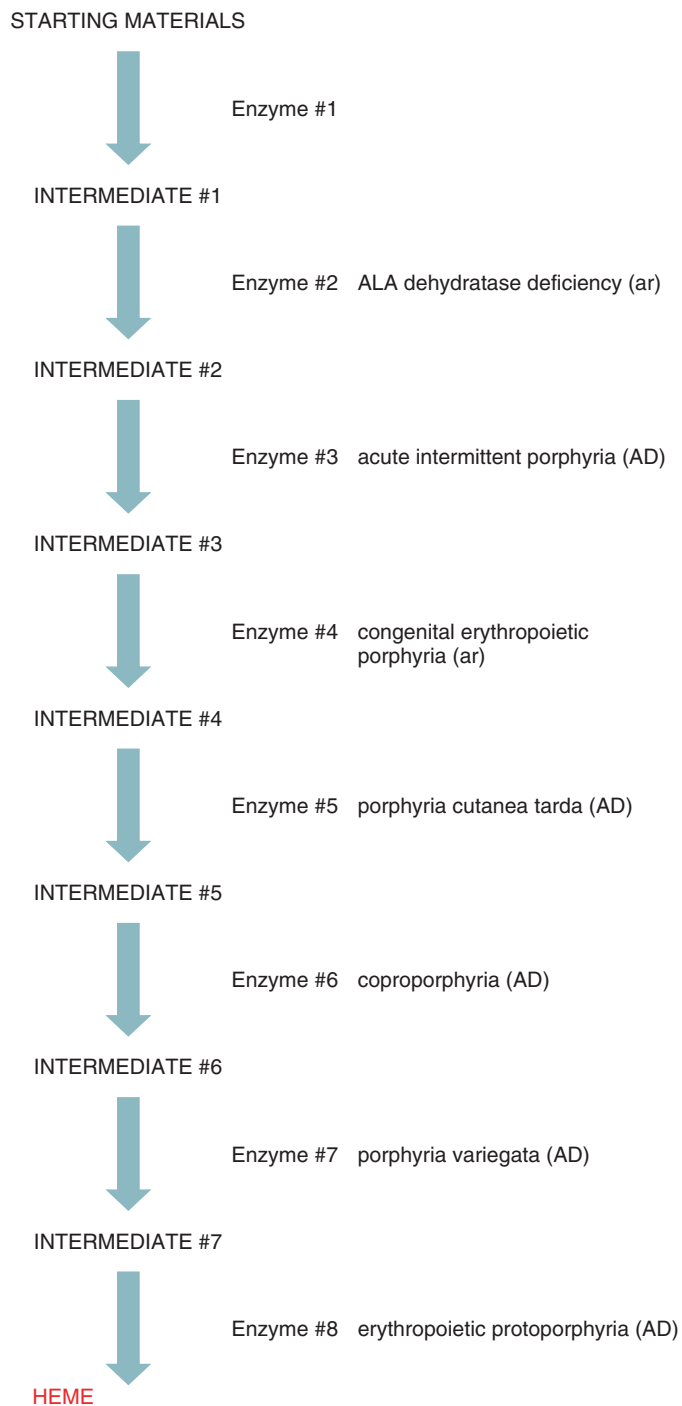 STARTING MATERIALS
Enzyme #1
INTERMEDIATE #1
Enzyme #2 ALA dehydratase deficiency (ar)
INTERMEDIATE #2
Enzyme #3 acute intermittent porphyria (AD)
INTERMEDIATE #3
Enzyme #4 congenital erythropoietic
porphyria (ar)
INTERMEDIATE #4
Enzyme #5 porphyria cutanea tarda (AD)
INTERMEDIATE #5
Enzyme #6 coproporphyria (AD)
INTERMEDIATE #6
Enzyme #7 porphyria variegata (AD)
INTERMEDIATE #7
Enzyme #8 erythropoietic protoporphyria (AD)
HEME